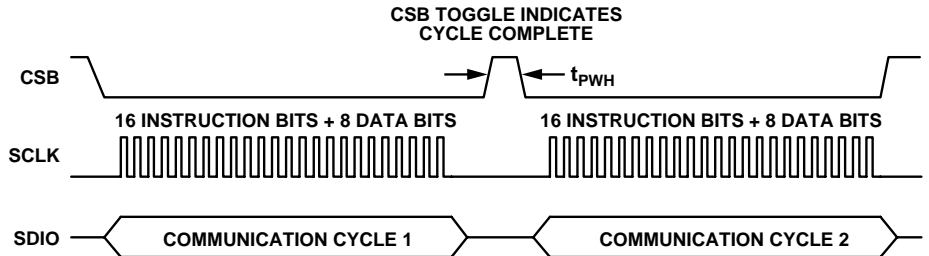 CSB TOGGLE INDICATES
CYCLE COMPLETE
CSB
tPWH
16 INSTRUCTION BITS + 8 DATA BITS
16 INSTRUCTION BITS + 8 DATA BITS
SCLK
SDIO
COMMUNICATION CYCLE 1
COMMUNICATION CYCLE 2